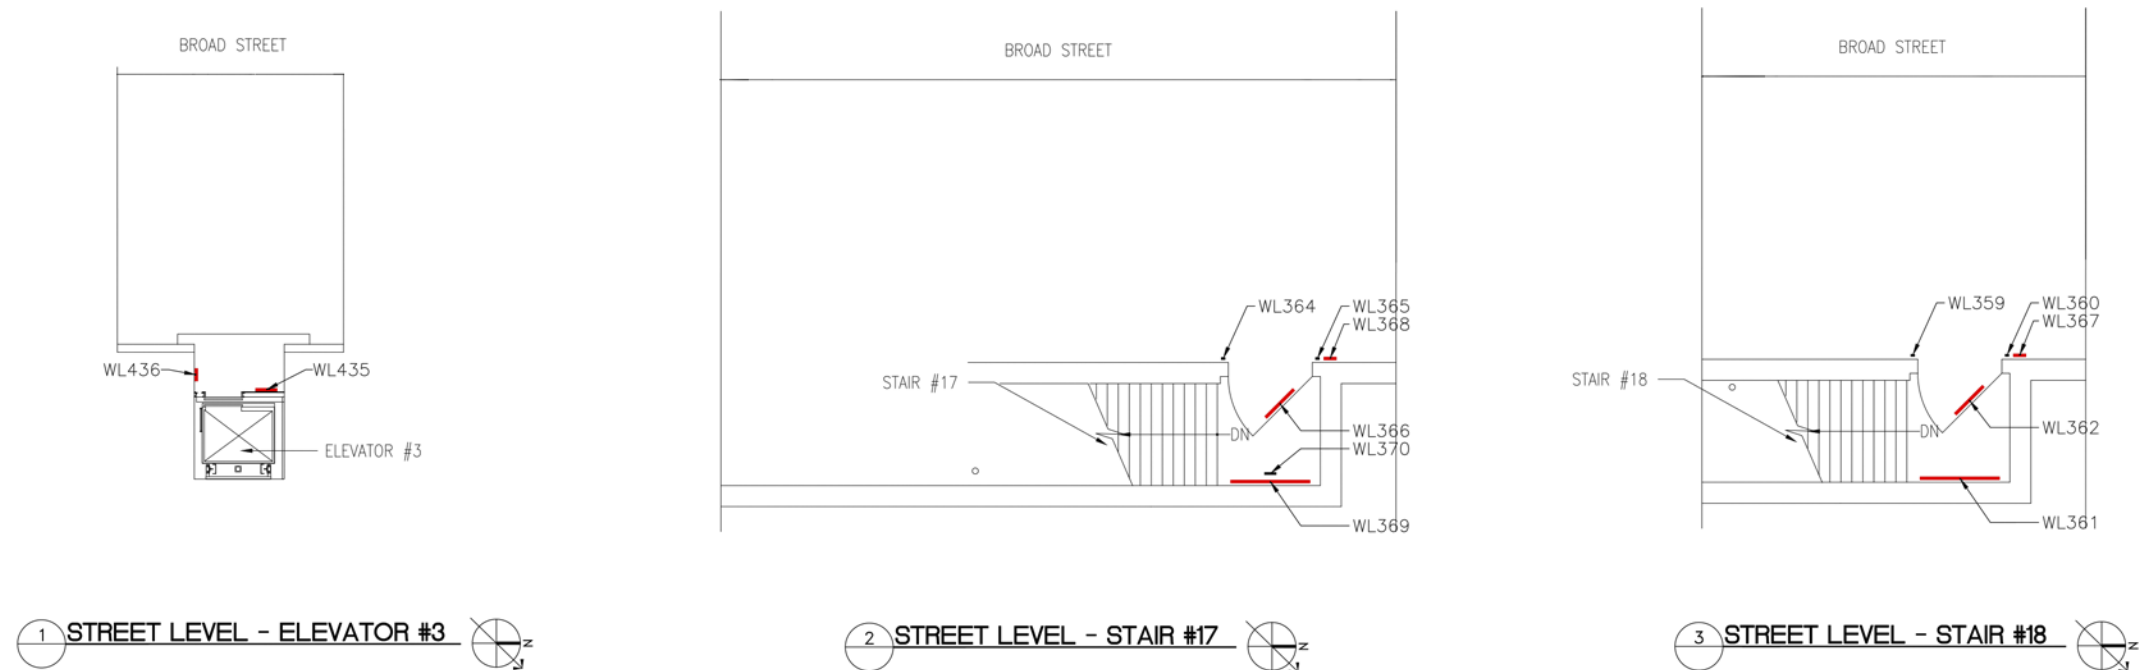 BROAD STREET
WL436
WL435
ELEVATOR #3
1 STREET LEVEL - ELEVATOR #3
N
BROAD STREET
WL364
WL365
WL368
STAIR #17
DN
WL366
WL370
WL369
2 STREET LEVEL - STAIR #17
N
BROAD STREET
WL359
WL360
WL367
STAIR #18
DN
WL362
WL361
3 STREET LEVEL - STAIR #18
N